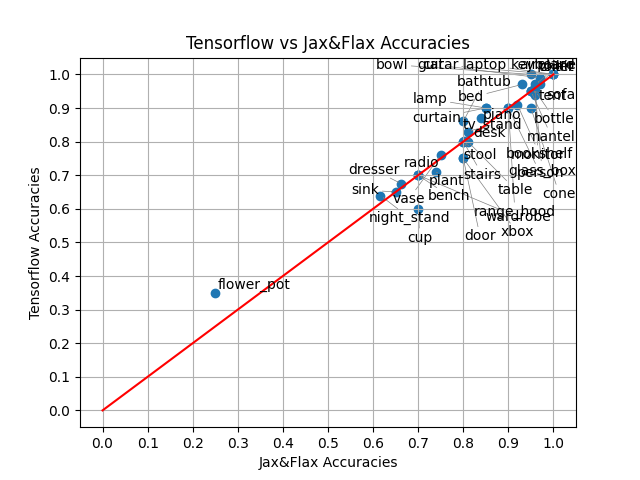 Tensorflow vs Jax&Flax Accuracies
bowl
guitar
car
laptop
keyboard
airplane
toilet
bathtub
bed
tent
sofa
lamp
curtain
piano
bottle
tv_stand
desk
mantel
radio
stool
bookshelf
monitor
dresser
plant
stairs
glass_box
person
sink
vase
bench
table
cone
night_stand
range_hood
wardrobe
cup
door
xbox
flower_pot
Tensorflow Accuracies
1.0
0.9
0.8
0.7
0.6
0.5
0.4
0.3
0.2
0.1
0.0
0.0 0.1 0.2 0.3 0.4 0.5 0.6 0.7 0.8 0.9 1.0
Jax&Flax Accuracies